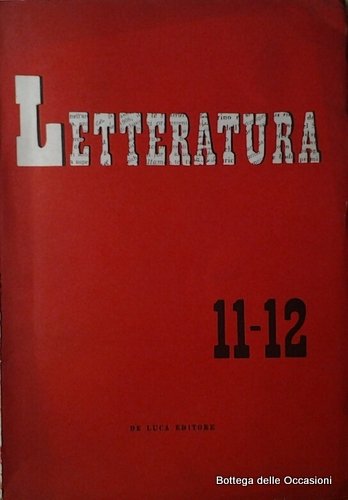 LETTERATURA
11-12
DE LUCA EDITORE
Bottega delle Occasioni